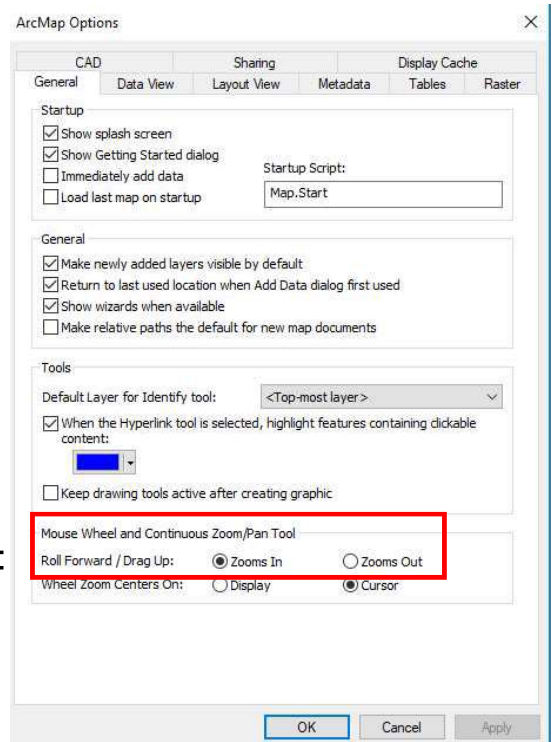 ArcMap Options
CAD Sharing Display Cache
General Data View Layout View Metadata Tables Raster
Startup
Show splash screen
Show Getting Started dialog
Immediately add data
Load last map on startup
Startup Script:
Map.Start
General
Make newly added layers visible by default
Return to last used location when Add Data dialog first used
Show wizards when available
Make relative paths the default for new map documents
Tools
Default Layer for Identify tool: <Top-most layer>
When the Hyperlink tool is selected, highlight features containing clickable
content:
Keep drawing tools active after creating graphic
Mouse Wheel and Continuous Zoom/Pan Tool
Roll Forward / Drag Up: Zooms In Zooms Out
Wheel Zoom Centers On: Display Cursor
OK Cancel Apply